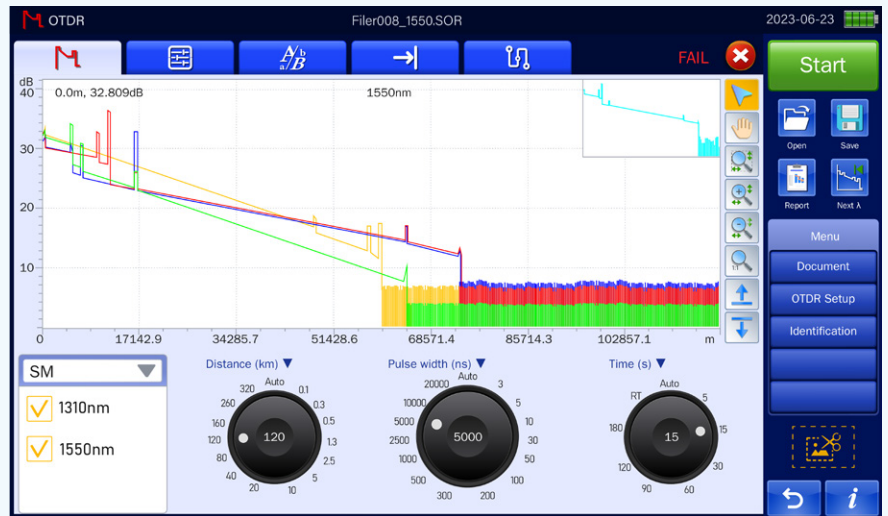 OTDR Filer008_1550.SOR 2023-06-23
A/B a b
FAIL
Start
dB
40
0.0m, 32.809dB 1550nm
30
20
10
0 17142.9 34285.7 51428.6 68571.4 85714.3 102857.1 m
Open Save
1:1
Report Next λ
Menu
Document
OTDR Setup
Identification
SM
1310nm
1550nm
Distance (km) ▼
Auto
0.1
0.3
0.5
1.3
2.5
5
10
20
40
80
120
160
260
320
120
Pulse width (ns) ▼
Auto
3
5
10
30
50
100
200
300
500
1000
2500
5000
10000
20000
5000
Time (s) ▼
Auto
5
15
30
60
90
120
180
RT
15
i